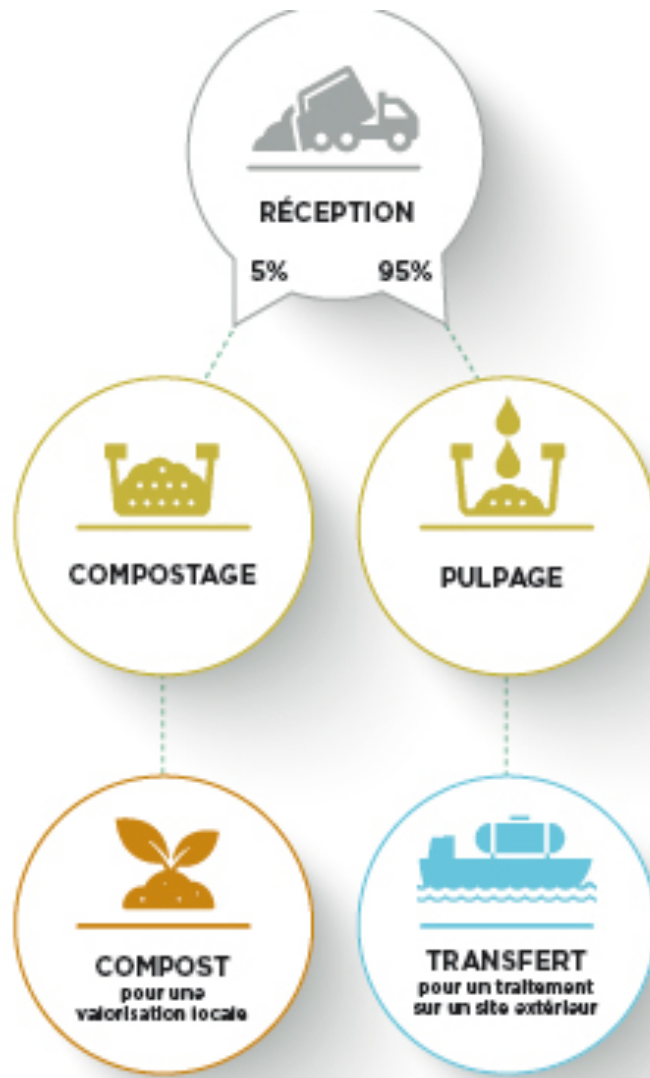 RÉCEPTION
5% 95%
COMPOSTAGE
PULPAGE
COMPOST
pour une
valorisation locale
TRANSFERT
pour un traitement
sur un site extérieur